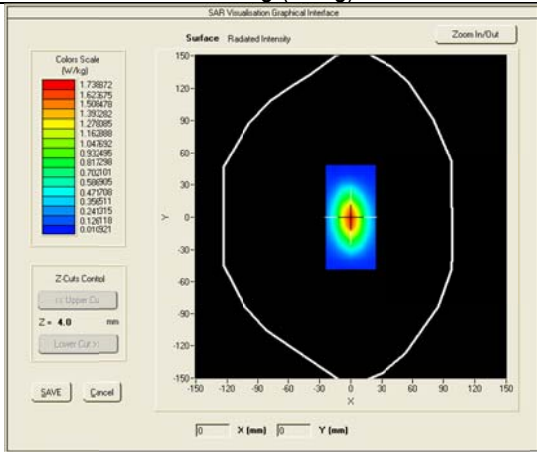 SAR Visualisation Graphical Interface
Surface Radiated Intensity
Zoom In/Out
Colors Scale
(W/kg)
1.738872
1.623675
1.508478
1.393282
1.278085
1.162888
1.047692
0.932495
0.817298
0.702101
0.586905
0.471708
0.356511
0.241315
0.126118
0.010921
150-
120-
90-
60-
30-
0-
-30-
-60-
-90-
-120-
-150-
Y
-150 -120 -90 -60 -30 0 30 60 90 120 150
X
Z-Cuts Control
<< Upper Cu
Z = 4.0 mm
Lower Cut >>
SAVE Cancel
0 X (mm) 0 Y (mm)